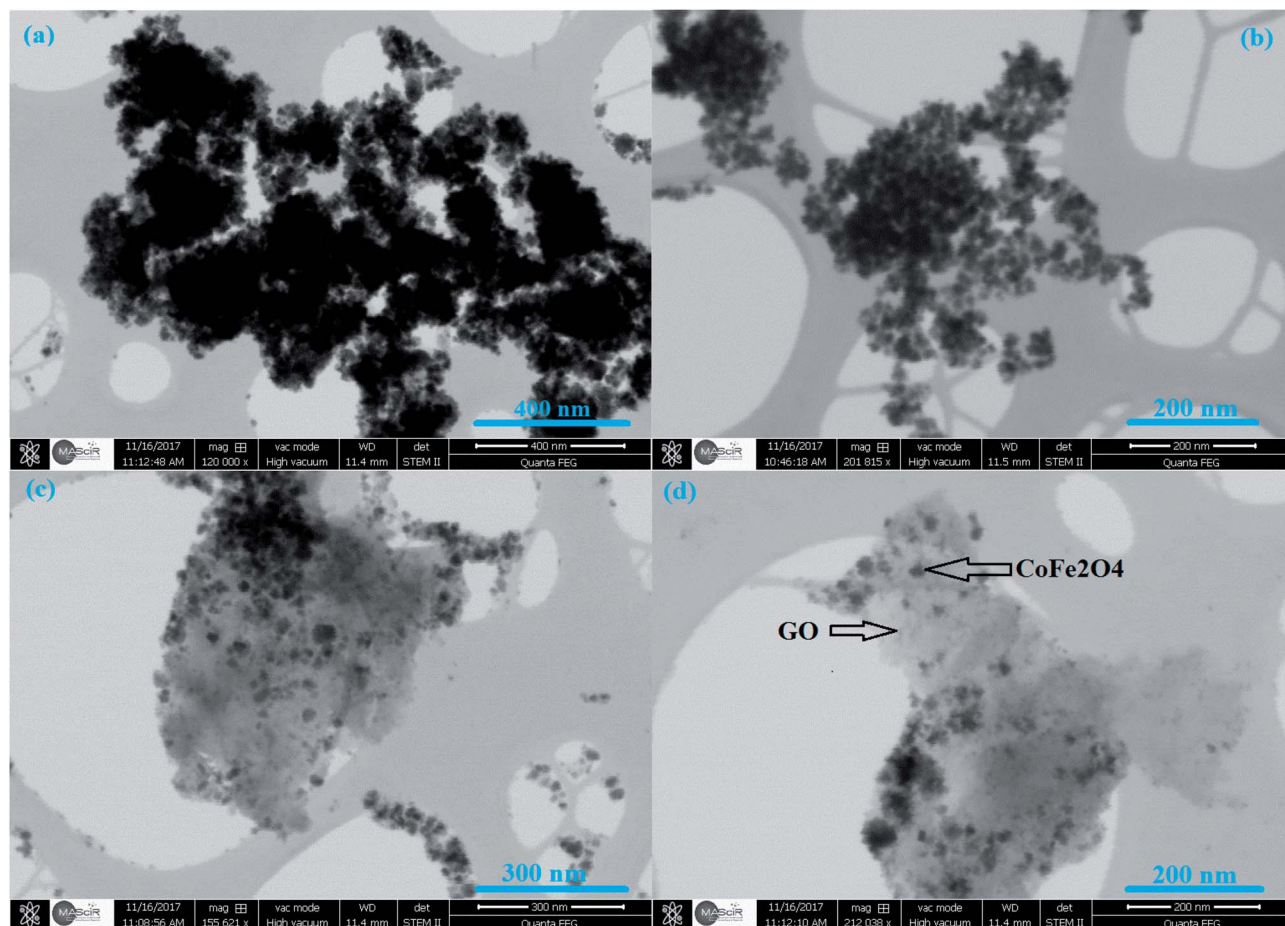 (a)
400 nm
MAScIR
11/16/2017
11:12:48 AM
mag
120 000 x
vac mode
High vacuum
WD
11.4 mm
det
STEM II
400 nm
Quanta FEG
(b)
200 nm
MAScIR
11/16/2017
10:46:18 AM
mag
201 815 x
vac mode
High vacuum
WD
11.5 mm
det
STEM II
200 nm
Quanta FEG
(c)
300 nm
MAScIR
11/16/2017
11:08:56 AM
mag
155 621 x
vac mode
High vacuum
WD
11.4 mm
det
STEM II
300 nm
Quanta FEG
(d)
CoFe2O4
GO
200 nm
MAScIR
11/16/2017
11:12:10 AM
mag
212 038 x
vac mode
High vacuum
WD
11.4 mm
det
STEM II
200 nm
Quanta FEG